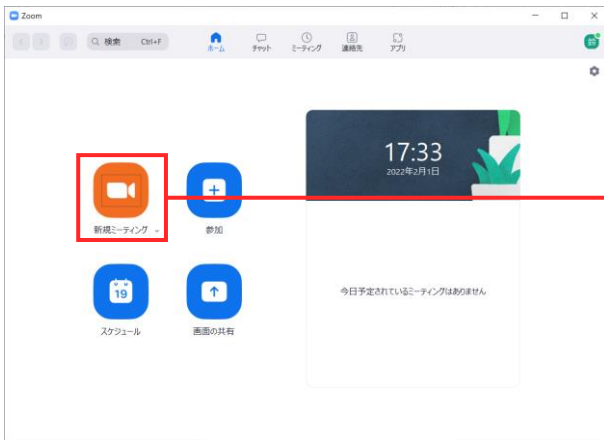 Zoom
検索 Ctrl+F
ホーム
チャット
ミーティング
連絡先
アプリ
17:33
2022年2月1日
新規ミーティング
参加
今日予定されているミーティングはありません
19
スケジュール
画面の共有